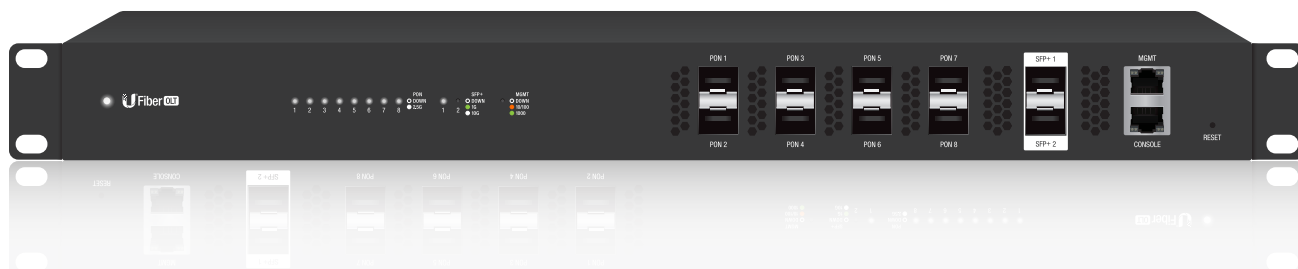 U Fiber OLT
PON
DOWN
2.5G
1 2 3 4 5 6 7 8
SFP+
DOWN
1G
10G
1 2
MGMT
DOWN
10/100
1000
PON 1
PON 3
PON 5
PON 7
SFP+ 1
MGMT
PON 2
PON 4
PON 6
PON 8
SFP+ 2
CONSOLE
RESET